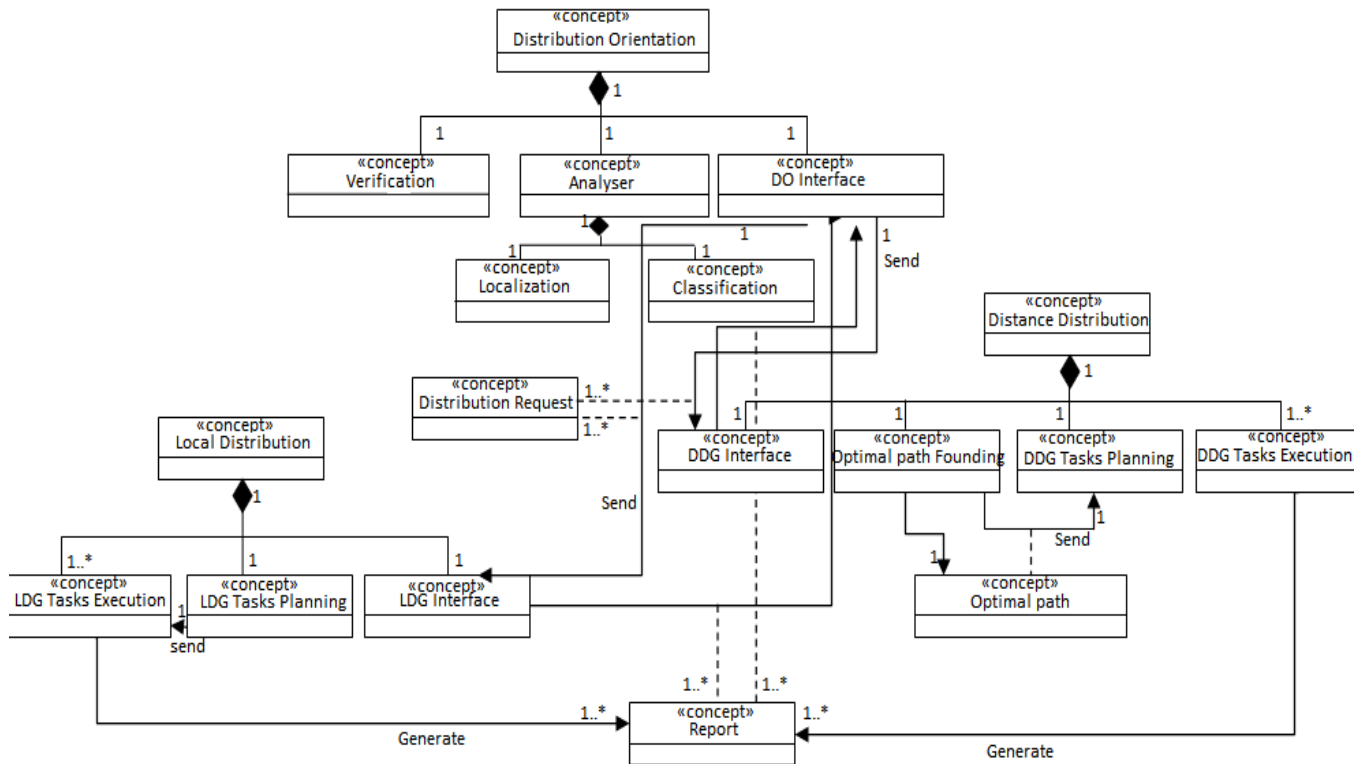 «concept»
Distribution Orientation
1
1
1
1
«concept»
Verification
«concept»
Analyser
«concept»
DO Interface
1
1
1
1
1
Send
«concept»
Localization
«concept»
Classification
«concept»
Distance Distribution
1
«concept»
Distribution Request
1..*
1..*
1
1
1
1..*
«concept»
Local Distribution
1
«concept»
DDG Interface
«concept»
Optimal path Founding
«concept»
DDG Tasks Planning
«concept»
DDG Tasks Execution
Send
1
Send
1
1..*
1
1
«concept»
LDG Tasks Execution
«concept»
LDG Tasks Planning
«concept»
LDG Interface
«concept»
Optimal path
1
send
1..*
1..*
1..*
«concept»
Report
1..*
Generate
Generate